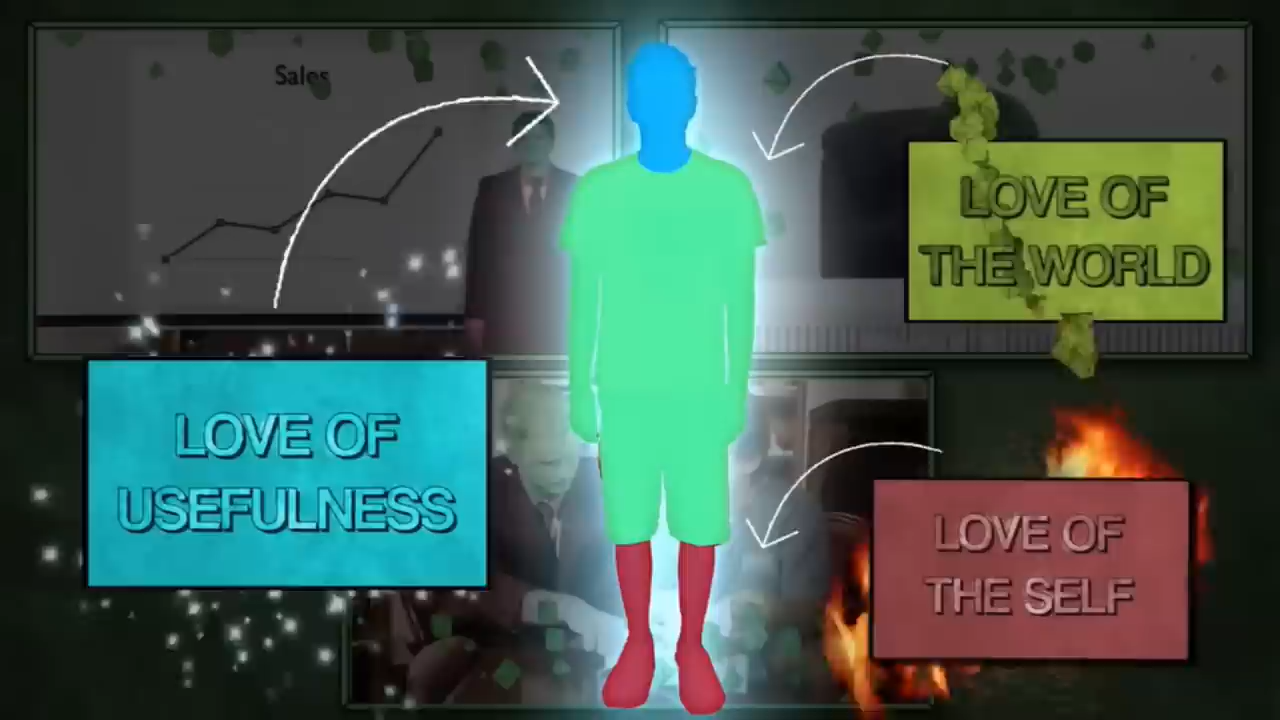 Sales
LOVE OF
THE WORLD
LOVE OF
USEFULNESS
LOVE OF
THE SELF